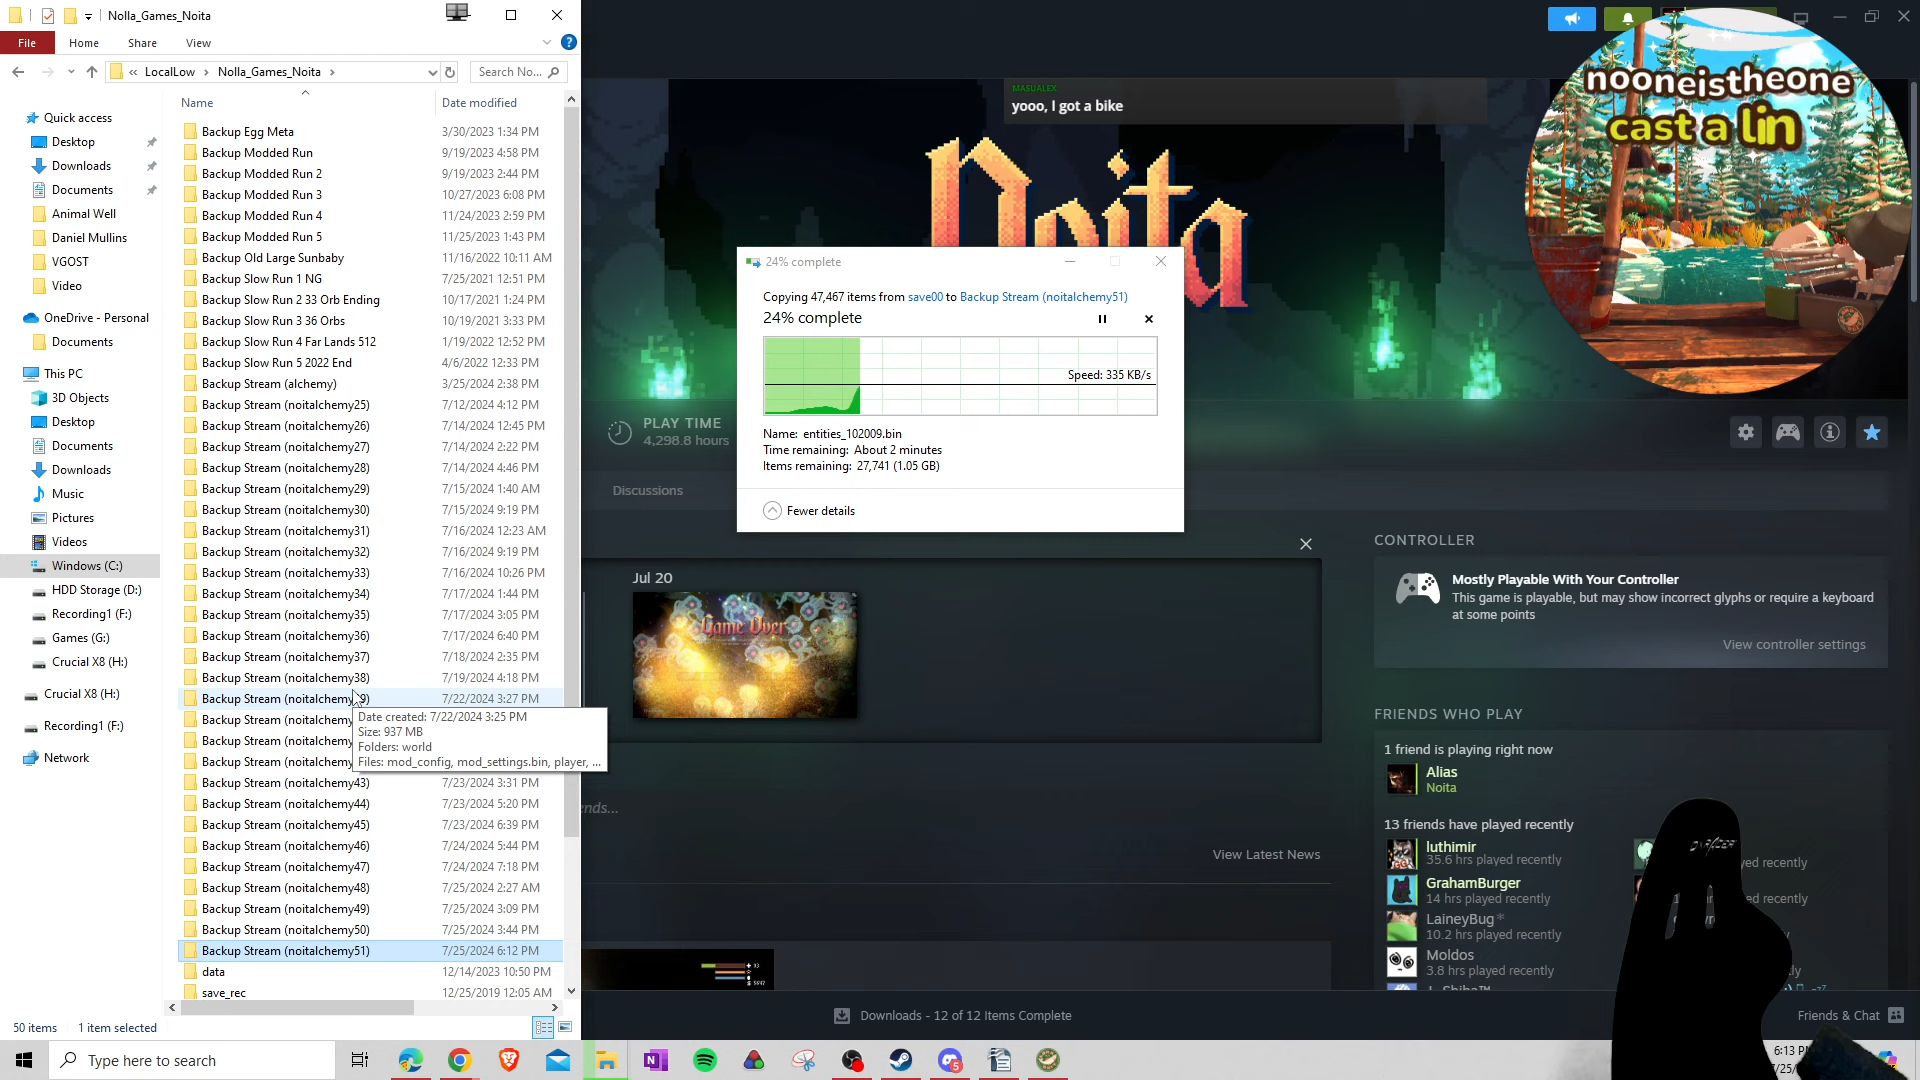 Nolla_Games_Noita
File
Home
Share
View
« LocalLow › Nolla_Games_Noita ›
Search No...
Quick access
Desktop
Downloads
Documents
Animal Well
Daniel Mullins
VGOST
Video
OneDrive - Personal
Documents
This PC
3D Objects
Desktop
Documents
Downloads
Music
Pictures
Videos
Windows (C:)
HDD Storage (D:)
Recording1 (F:)
Games (G:)
Crucial X8 (H:)
Crucial X8 (H:)
Recording1 (F:)
Network
Name Date modified
Backup Egg Meta 3/30/2023 1:34 PM
Backup Modded Run 9/19/2023 4:58 PM
Backup Modded Run 2 9/19/2023 2:44 PM
Backup Modded Run 3 10/27/2023 6:08 PM
Backup Modded Run 4 11/24/2023 2:59 PM
Backup Modded Run 5 11/25/2023 1:43 PM
Backup Old Large Sunbaby 11/16/2022 10:11 AM
Backup Slow Run 1 NG 7/25/2021 12:51 PM
Backup Slow Run 2 33 Orb Ending 10/17/2021 1:24 PM
Backup Slow Run 3 36 Orbs 10/19/2021 3:33 PM
Backup Slow Run 4 Far Lands 512 1/19/2022 12:52 PM
Backup Slow Run 5 2022 End 4/6/2022 12:33 PM
Backup Stream (alchemy) 3/25/2024 2:38 PM
Backup Stream (noitalchemy25) 7/12/2024 4:12 PM
Backup Stream (noitalchemy26) 7/14/2024 12:45 PM
Backup Stream (noitalchemy27) 7/14/2024 2:22 PM
Backup Stream (noitalchemy28) 7/14/2024 4:46 PM
Backup Stream (noitalchemy29) 7/15/2024 1:40 AM
Backup Stream (noitalchemy30) 7/15/2024 9:19 PM
Backup Stream (noitalchemy31) 7/16/2024 12:23 AM
Backup Stream (noitalchemy32) 7/16/2024 9:19 PM
Backup Stream (noitalchemy33) 7/16/2024 10:26 PM
Backup Stream (noitalchemy34) 7/17/2024 1:44 PM
Backup Stream (noitalchemy35) 7/17/2024 3:05 PM
Backup Stream (noitalchemy36) 7/17/2024 6:40 PM
Backup Stream (noitalchemy37) 7/18/2024 2:35 PM
Backup Stream (noitalchemy38) 7/19/2024 4:18 PM
Backup Stream (noitalchemy 9) 7/22/2024 3:27 PM
Backup Stream (noitalchemy
Backup Stream (noitalchemy
Backup Stream (noitalchemy
Date created: 7/22/2024 3:25 PM
Size: 937 MB
Folders: world
Files: mod_config, mod_settings.bin, player, ...
Backup Stream (noitalchemy43) 7/23/2024 3:31 PM
Backup Stream (noitalchemy44) 7/23/2024 5:20 PM
Backup Stream (noitalchemy45) 7/23/2024 6:39 PM
Backup Stream (noitalchemy46) 7/24/2024 5:44 PM
Backup Stream (noitalchemy47) 7/24/2024 7:18 PM
Backup Stream (noitalchemy48) 7/25/2024 2:27 AM
Backup Stream (noitalchemy49) 7/25/2024 3:09 PM
Backup Stream (noitalchemy50) 7/25/2024 3:44 PM
Backup Stream (noitalchemy51) 7/25/2024 6:12 PM
data 12/14/2023 10:50 PM
save_rec 12/25/2019 12:05 AM
50 items 1 item selected
MASUALEX
yooo, I got a bike
Noita
nooneistheone
cast a lin
24% complete
Copying 47,467 items from save00 to Backup Stream (noitalchemy51)
24% complete
Speed: 335 KB/s
Name: entities_102009.bin
Time remaining: About 2 minutes
Items remaining: 27,741 (1.05 GB)
Fewer details
PLAY TIME
4,298.8 hours
Discussions
Jul 20
Game Over
ends...
View Latest News
CONTROLLER
Mostly Playable With Your Controller
This game is playable, but may show incorrect glyphs or require a keyboard
at some points
View controller settings
FRIENDS WHO PLAY
1 friend is playing right now
Alias
Noita
13 friends have played recently
luthimir
35.6 hrs played recently
GrahamBurger
14 hrs played recently
LaineyBug *
10.2 hrs played recently
Moldos
3.8 hrs played recently
yed recently
played recently
Downloads - 12 of 12 Items Complete
Friends & Chat
Type here to search
5
6:13 P